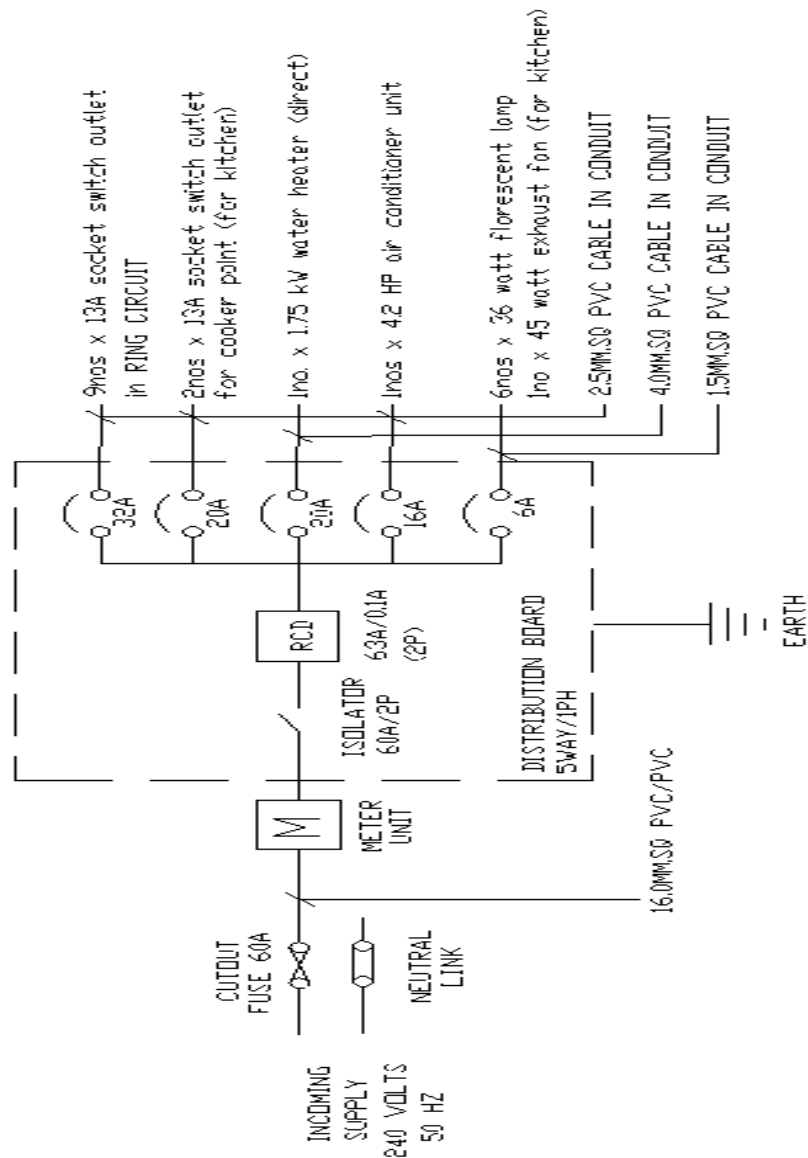 INCOMING
SUPPLY
240 VOLTS
50 HZ
CUTOUT
FUSE 60A
NEUTRAL
LINK
16.0MM.SQ PVC/PVC
M
METER
UNIT
ISOLATOR
60A/2P
RCD
63A/0.1A
(2P)
DISTRIBUTION BOARD
5WAY/1PH
EARTH
32A
20A
20A
16A
6A
9nos x 13A socket switch outlet
in RING CIRCUIT
2nos x 13A socket switch outlet
for cooker point (for kitchen)
1no. x 1.75 kW water heater (direct)
1nos x 4.2 HP air conditioner unit
6nos x 36 watt florescent lamp
1no x 45 watt exhaust fan (for kitchen)
2.5MM.SQ PVC CABLE IN CONDUIT
4.0MM.SQ PVC CABLE IN CONDUIT
1.5MM.SQ PVC CABLE IN CONDUIT